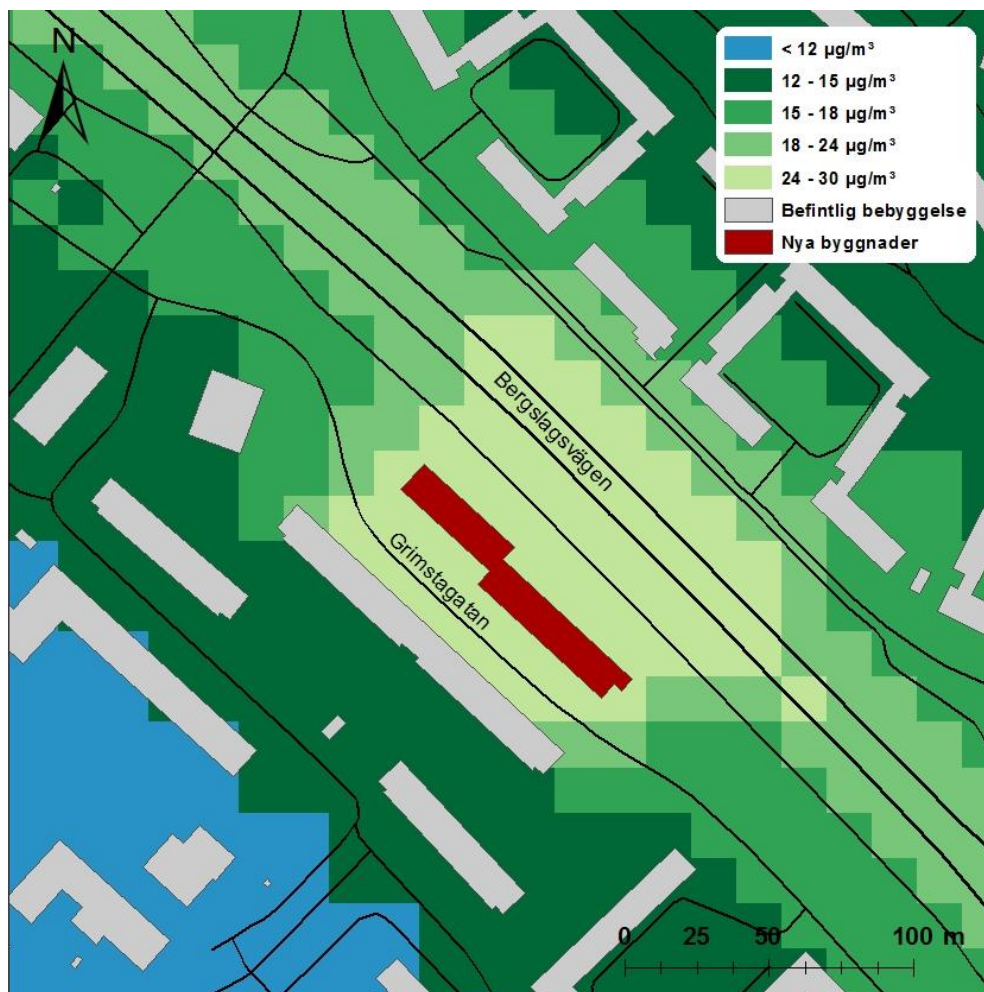 N
< 12 µg/m³
12 - 15 µg/m³
15 - 18 µg/m³
18 - 24 µg/m³
24 - 30 µg/m³
Befintlig bebyggelse
Nya byggnader
Bergslagsvägen
Grimstagatan
0 25 50 100 m